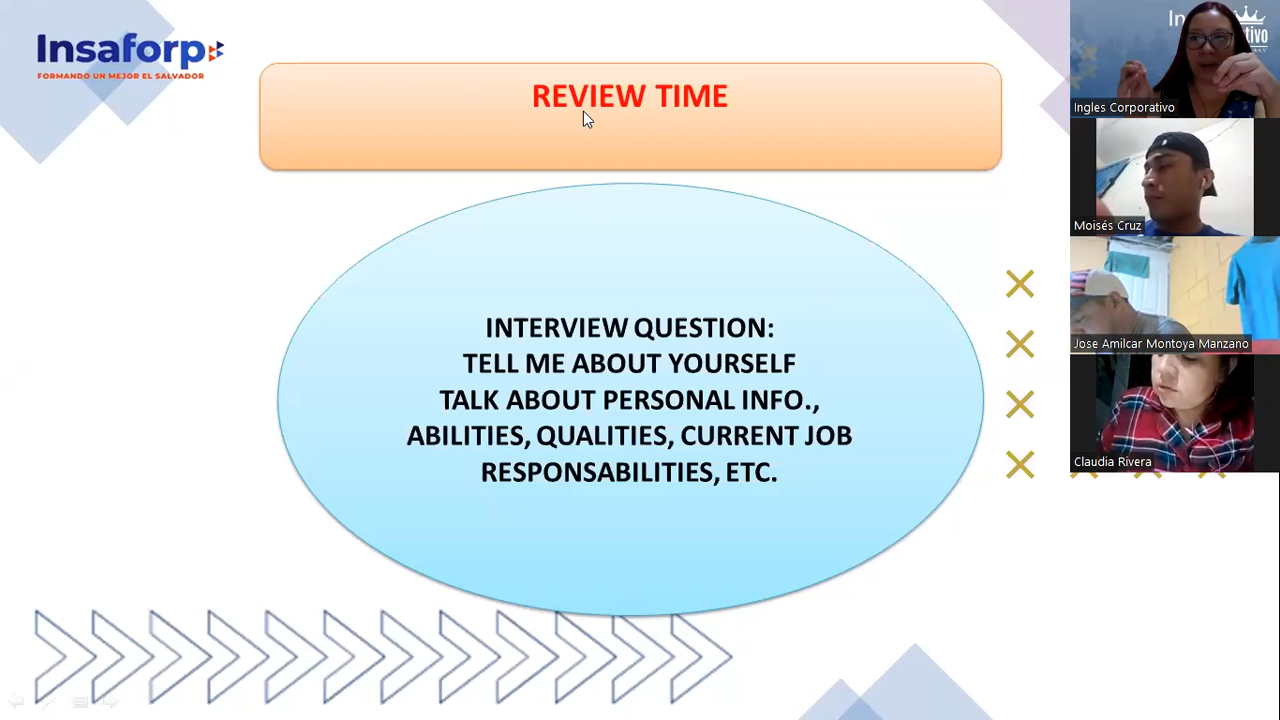 Insaforp
FORMANDO UN MEJOR EL SALVADOR
REVIEW TIME
INTERVIEW QUESTION:
TELL ME ABOUT YOURSELF
TALK ABOUT PERSONAL INFO.,
ABILITIES, QUALITIES, CURRENT JOB
RESPONSABILITIES, ETC.
Ingles Corporativo
Moisés Cruz
Jose Amilcar Montoya Manzano
Claudia Rivera